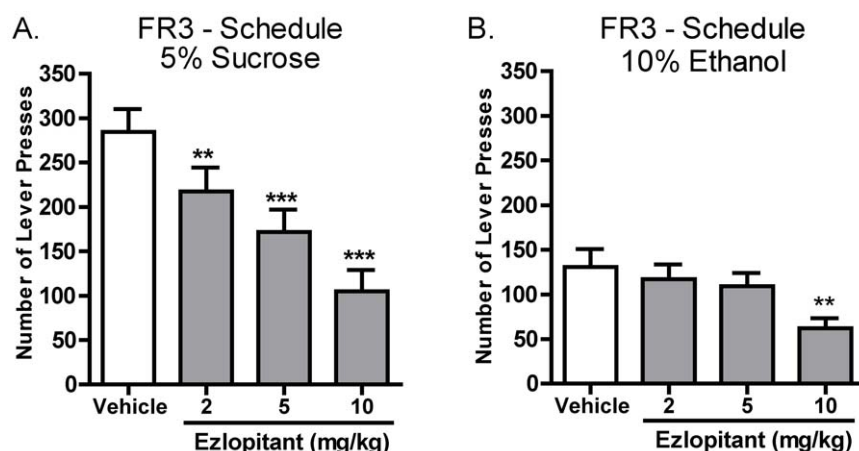 A.
FR3 - Schedule
5% Sucrose
Number of Lever Presses
350
300
250
200
150
100
50
0
**
***
***
Vehicle 2 5 10
Ezlopitant (mg/kg)
B.
FR3 - Schedule
10% Ethanol
Number of Lever Presses
350
300
250
200
150
100
50
0
**
Vehicle 2 5 10
Ezlopitant (mg/kg)